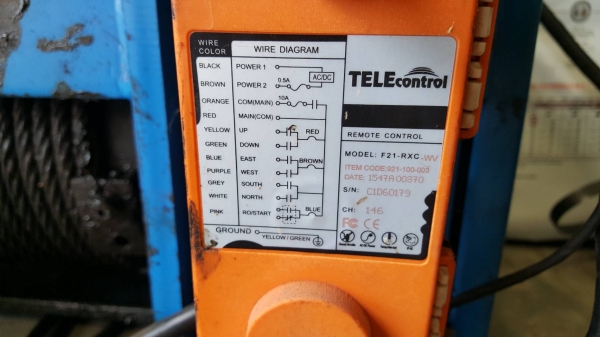 WIRE COLOR WIRE DIAGRAM
BLACK POWER 1
AC/DC
BROWN POWER 2 0.5A
ORANGE COM(MAIN) 10A
RED MAIN(COM)
YELLOW UP RED
GREEN DOWN
BLUE EAST BROWN
PURPLE WEST
GREY SOUTH
WHITE NORTH
PINK RO/START BLUE
GROUND YELLOW/GREEN
TELEcontrol
REMOTE CONTROL
MODEL: F21-RXC-WV
ITEM CODE:921-100-003
DATE: 1547A00370
S/N: C1D60179
CH: 146
FC CE